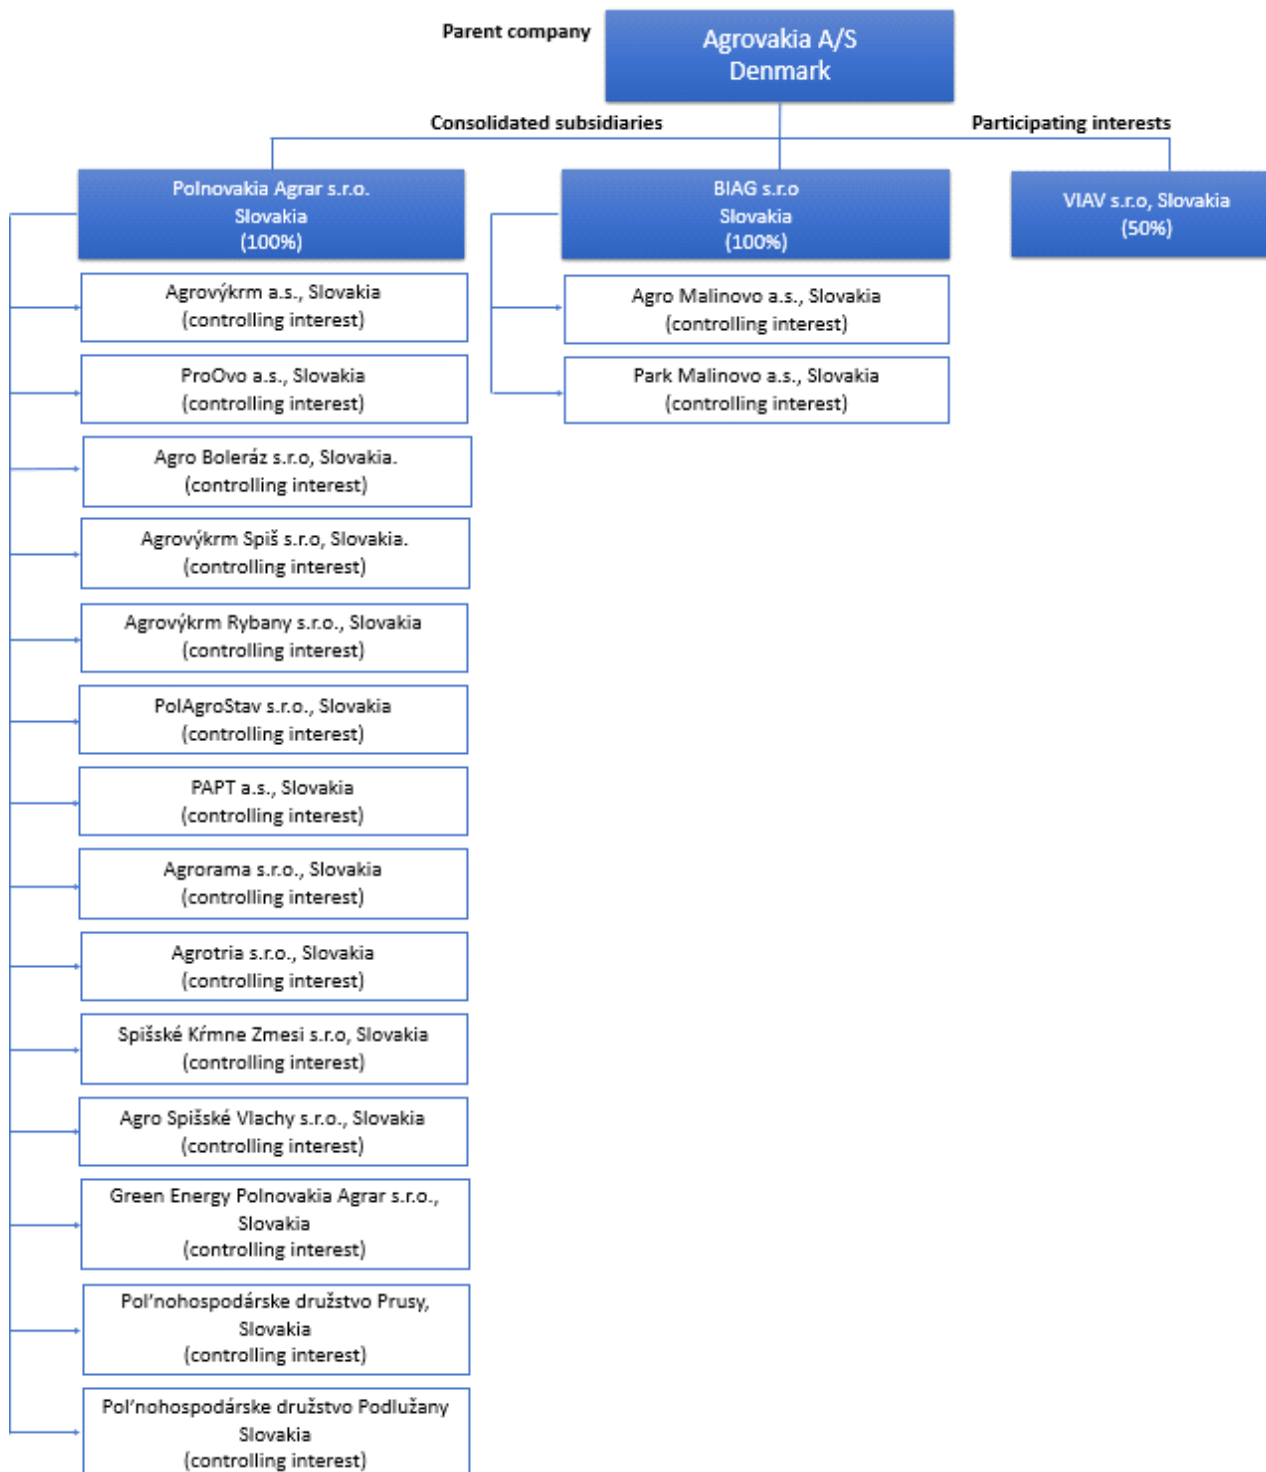 Parent company
Agrovakia A/S
Denmark
Consolidated subsidiaries
Participating interests
Polnovakia Agrar s.r.o.
Slovakia
(100%)
BIAG s.r.o
Slovakia
(100%)
VIAV s.r.o, Slovakia
(50%)
Agrovýkrm a.s., Slovakia
(controlling interest)
ProOvo a.s., Slovakia
(controlling interest)
Agro Boleráz s.r.o, Slovakia.
(controlling interest)
Agrovýkrm Spiš s.r.o, Slovakia.
(controlling interest)
Agrovýkrm Rybany s.r.o., Slovakia
(controlling interest)
PolAgroStav s.r.o., Slovakia
(controlling interest)
PAPT a.s., Slovakia
(controlling interest)
Agrorama s.r.o., Slovakia
(controlling interest)
Agrotria s.r.o., Slovakia
(controlling interest)
Spišské Kŕmne Zmesi s.r.o, Slovakia
(controlling interest)
Agro Spišské Vlachy s.r.o., Slovakia
(controlling interest)
Green Energy Polnovakia Agrar s.r.o.,
Slovakia
(controlling interest)
Pol’nohospodárske družstvo Prusy,
Slovakia
(controlling interest)
Pol’nohospodárske družstvo Podlužany
Slovakia
(controlling interest)
Agro Malinovo a.s., Slovakia
(controlling interest)
Park Malinovo a.s., Slovakia
(controlling interest)